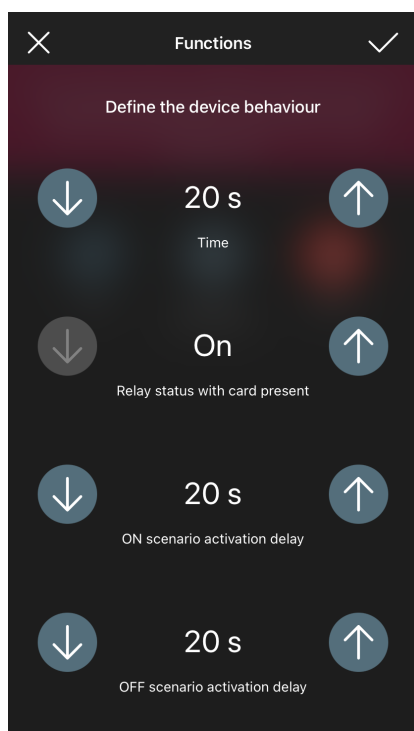 Functions
Define the device behaviour
20 s
Time
On
Relay status with card present
20 s
ON scenario activation delay
20 s
OFF scenario activation delay